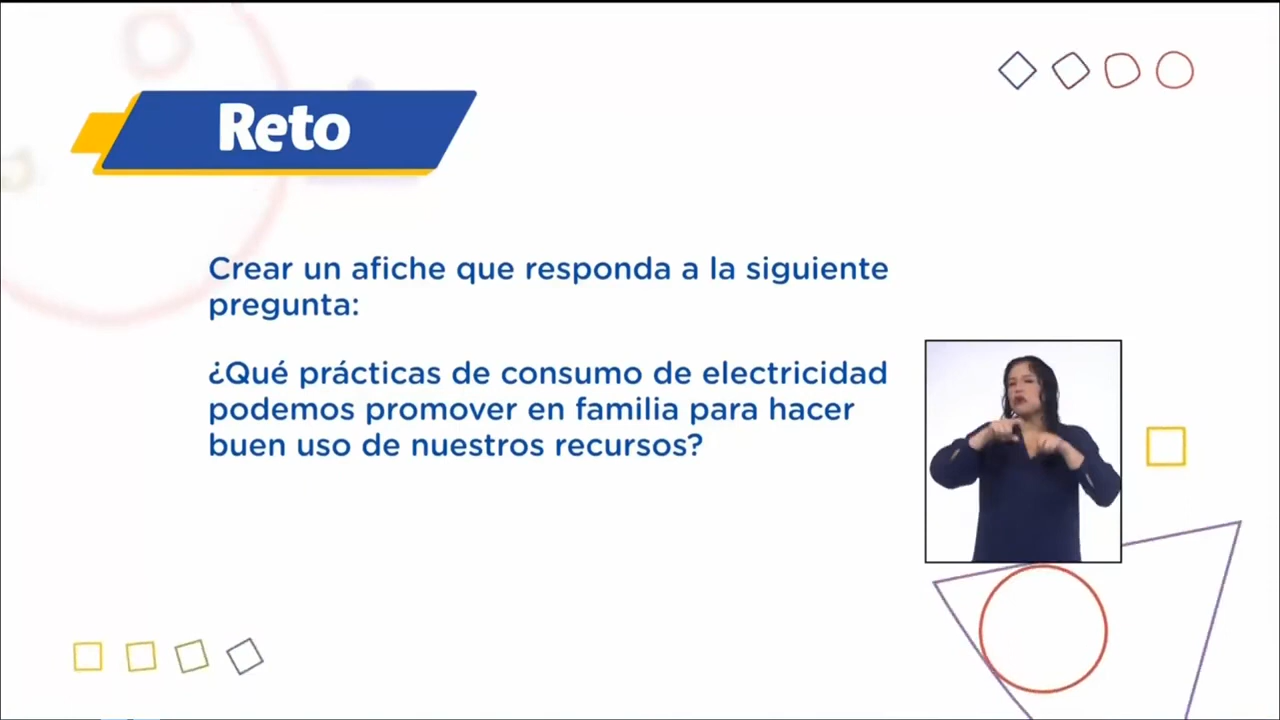 Reto
Crear un afiche que responda a la siguiente
pregunta:
¿Qué prácticas de consumo de electricidad
podemos promover en familia para hacer
buen uso de nuestros recursos?